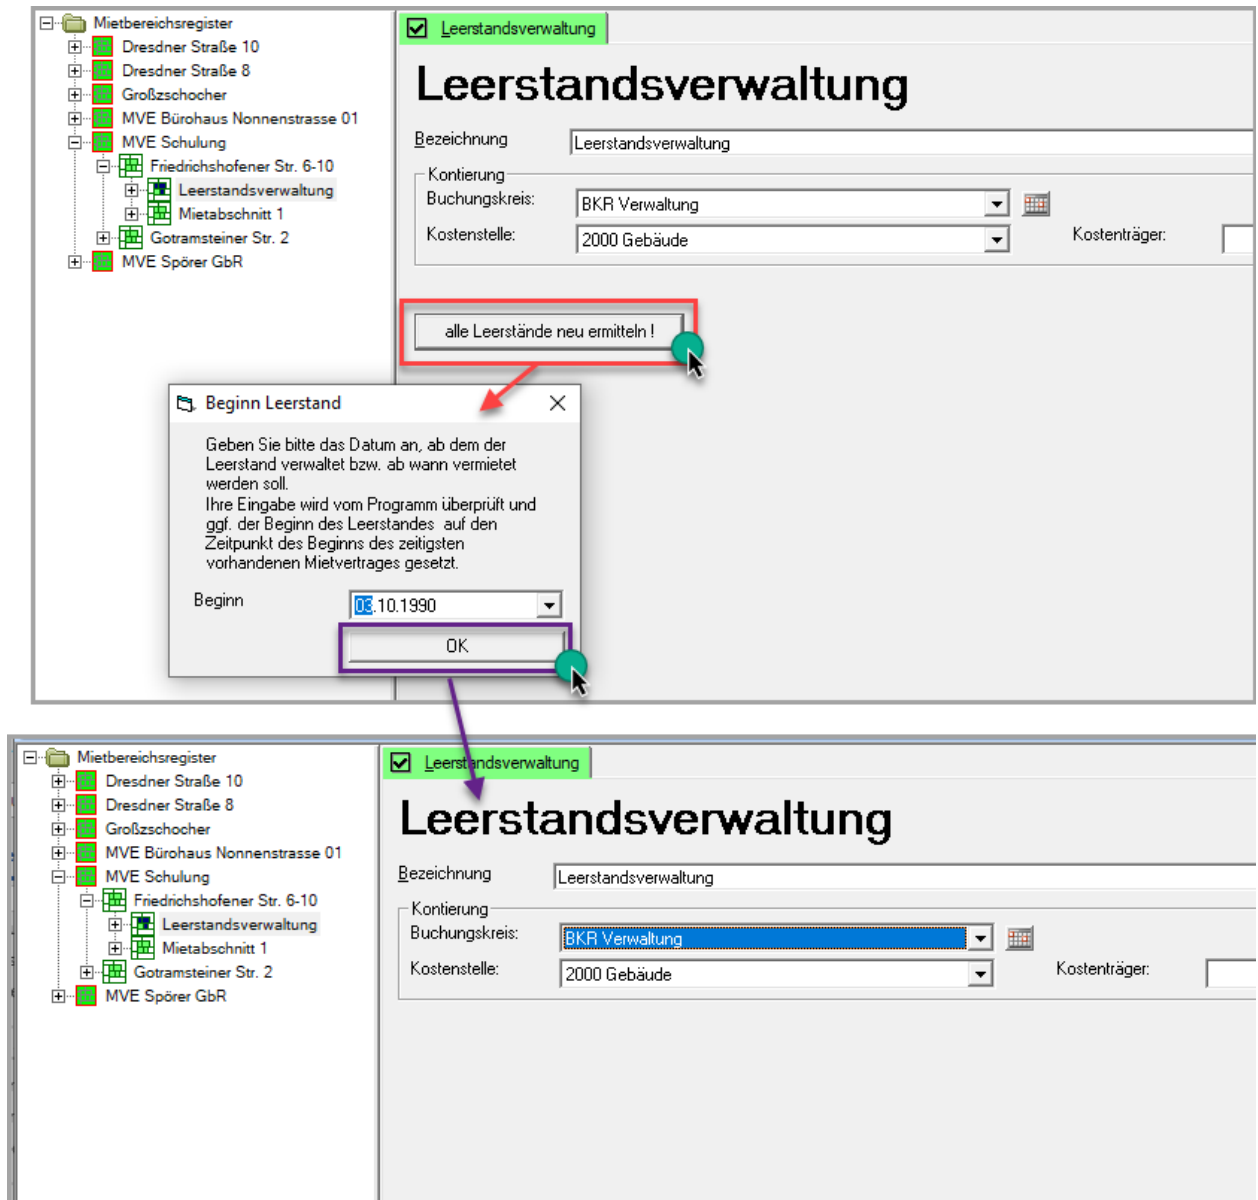 Mietbereichsregister
Dresdner Straße 10
Dresdner Straße 8
Großzschocher
MVE Bürohaus Nonnenstrasse 01
MVE Schulung
Friedrichshofener Str. 6-10
Leerstandsverwaltung
Mietabschnitt 1
Gotramsteiner Str. 2
MVE Spörer GbR
Leerstandsverwaltung
Leerstandsverwaltung
Bezeichnung Leerstandsverwaltung
Kontierung
Buchungskreis: BKR Verwaltung
Kostenstelle: 2000 Gebäude Kostenträger:
alle Leerstände neu ermitteln !
Beginn Leerstand
Geben Sie bitte das Datum an, ab dem der
Leerstand verwaltet bzw. ab wann vermietet
werden soll.
Ihre Eingabe wird vom Programm überprüft und
ggf. der Beginn des Leerstandes auf den
Zeitpunkt des Beginns des zeitigsten
vorhandenen Mietvertrages gesetzt.
Beginn 03.10.1990
OK
Mietbereichsregister
Dresdner Straße 10
Dresdner Straße 8
Großzschocher
MVE Bürohaus Nonnenstrasse 01
MVE Schulung
Friedrichshofener Str. 6-10
Leerstandsverwaltung
Mietabschnitt 1
Gotramsteiner Str. 2
MVE Spörer GbR
Leerstandsverwaltung
Leerstandsverwaltung
Bezeichnung Leerstandsverwaltung
Kontierung
Buchungskreis: BKR Verwaltung
Kostenstelle: 2000 Gebäude Kostenträger: